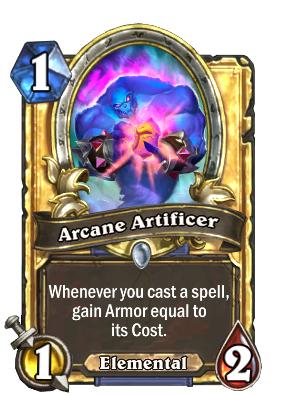 1
Arcane Artificer
Whenever you cast a spell,
gain Armor equal to
its Cost.
Elemental
1
2